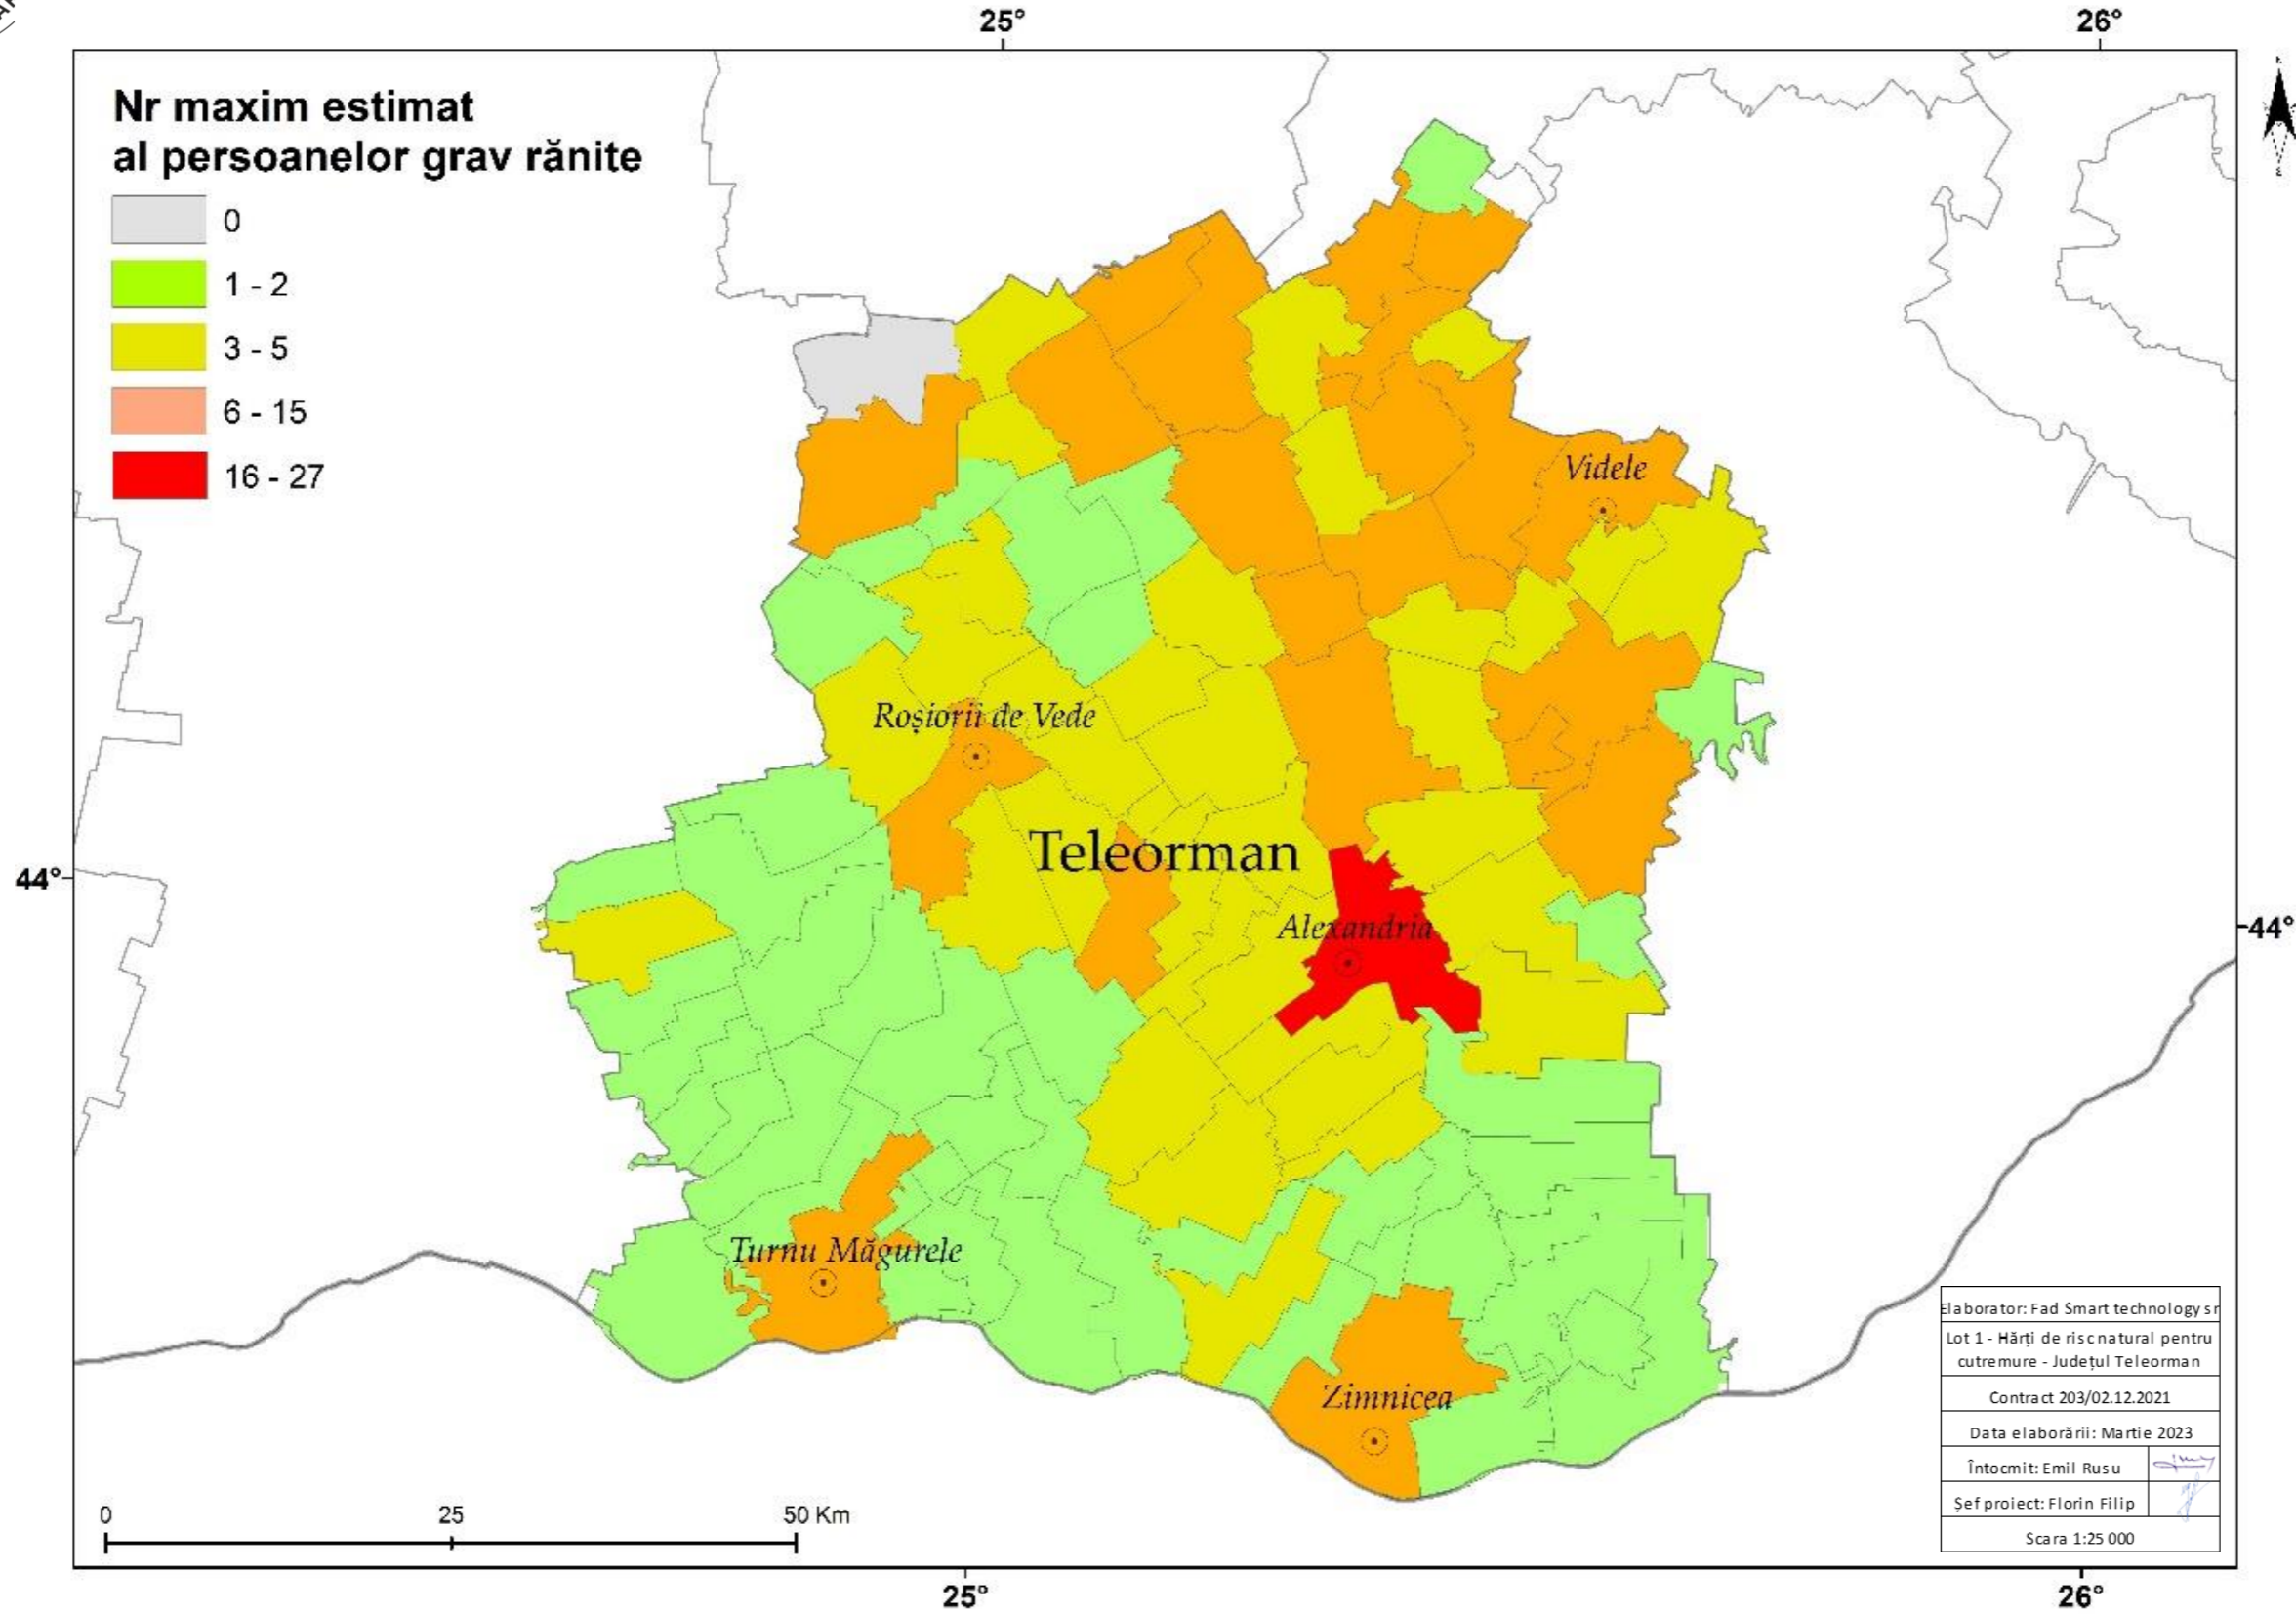 25°
26°
Nr maxim estimat
al persoanelor grav rănite
0
1 - 2
3 - 5
6 - 15
16 - 27
Videle
Roșiorii de Vede
Teleorman
44°
Alexandria
44°
Turnu Măgurele
Zimnicea
Elaborator: Fad Smart technology sr
Lot 1 - Hărți de risc natural pentru
cutremure - Județul Teleorman
Contract 203/02.12.2021
Data elaborării: Martie 2023
Întocmit: Emil Rusu
Șef proiect: Florin Filip
Scara 1:25 000
0 25 50 Km
25°
26°